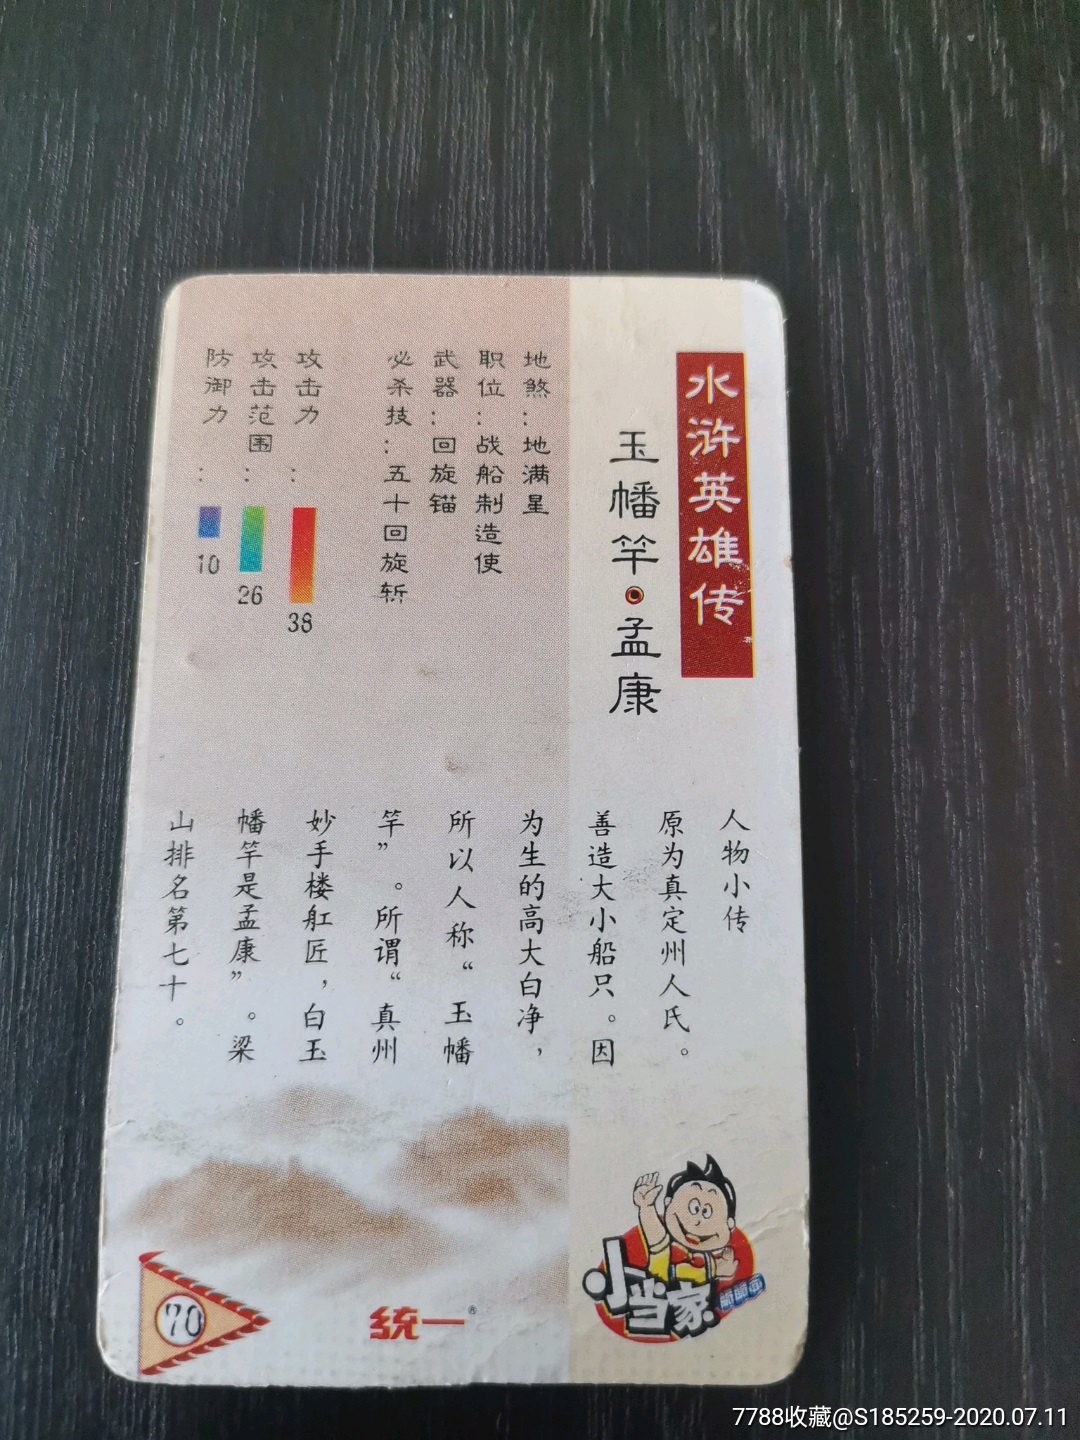 水浒英雄传
玉幡竿·孟康
地煞：地满星
职位：战船制造使
武器：回旋锚
必杀技：五十回旋斩
攻击力：38
攻击范围：26
防御力：10
人物小传
原为真定州人氏。
善造大小船只。因
为生的高大白净，
所以人称“玉幡
竿”。所谓“真州
妙手楼舡匠，白玉
幡竿是孟康”。梁
山排名第七十。
70
统一®
小当家
7788收藏@S185259-2020.07.11